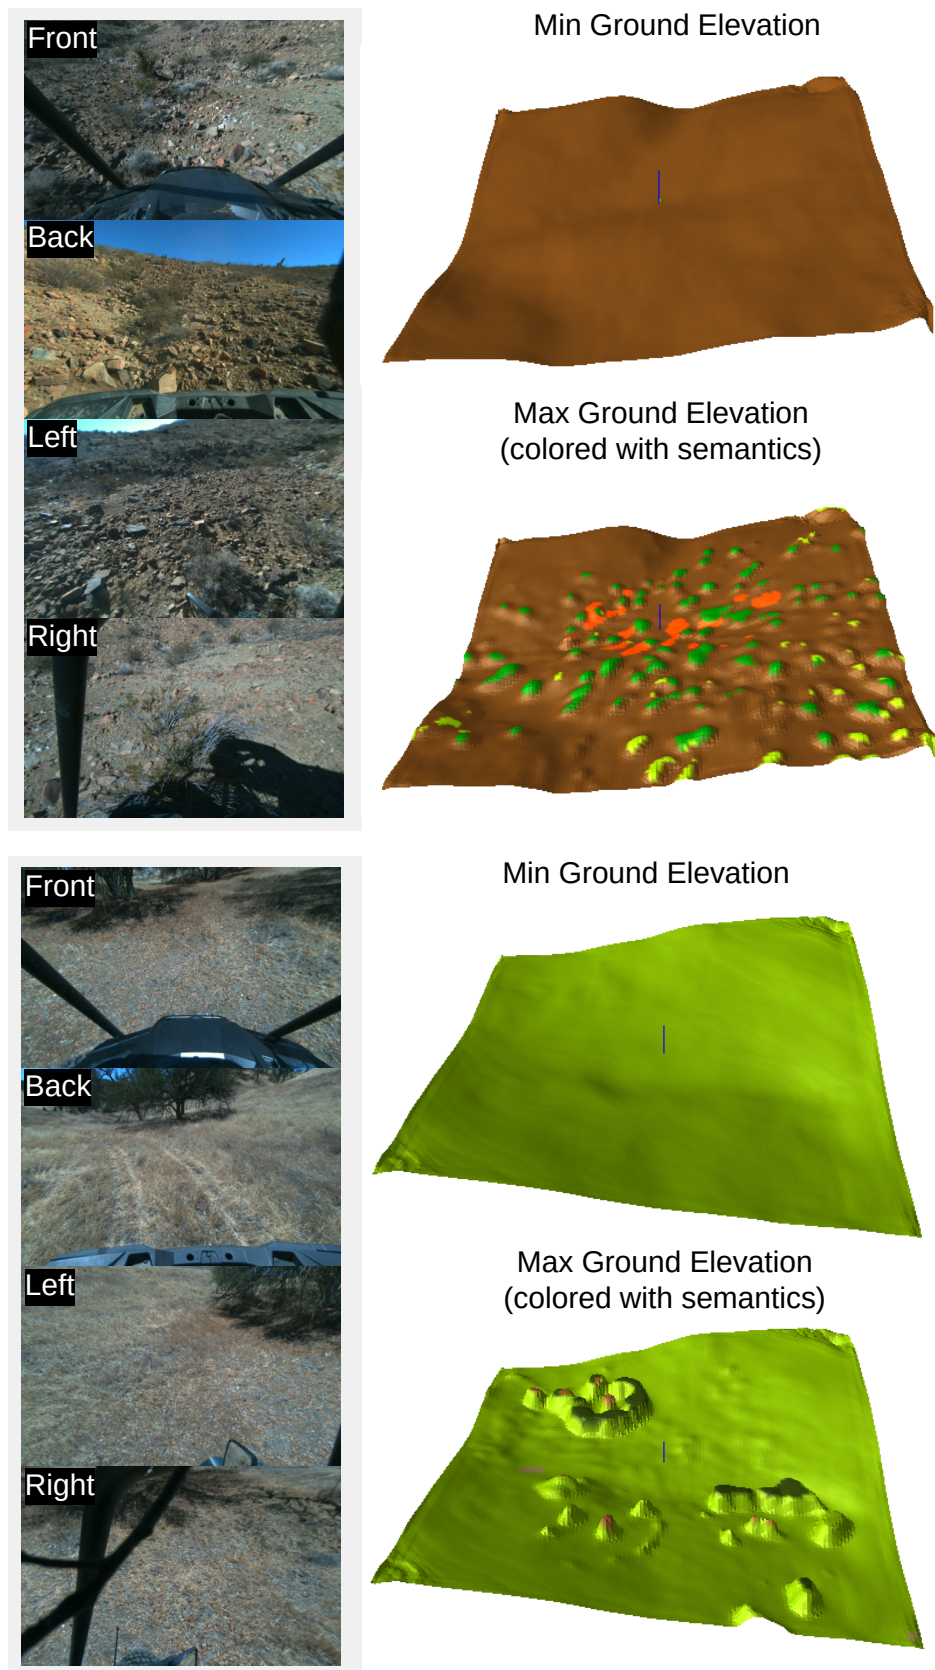 Front
Back
Left
Right
Min Ground Elevation
Max Ground Elevation
(colored with semantics)
Front
Back
Left
Right
Min Ground Elevation
Max Ground Elevation
(colored with semantics)